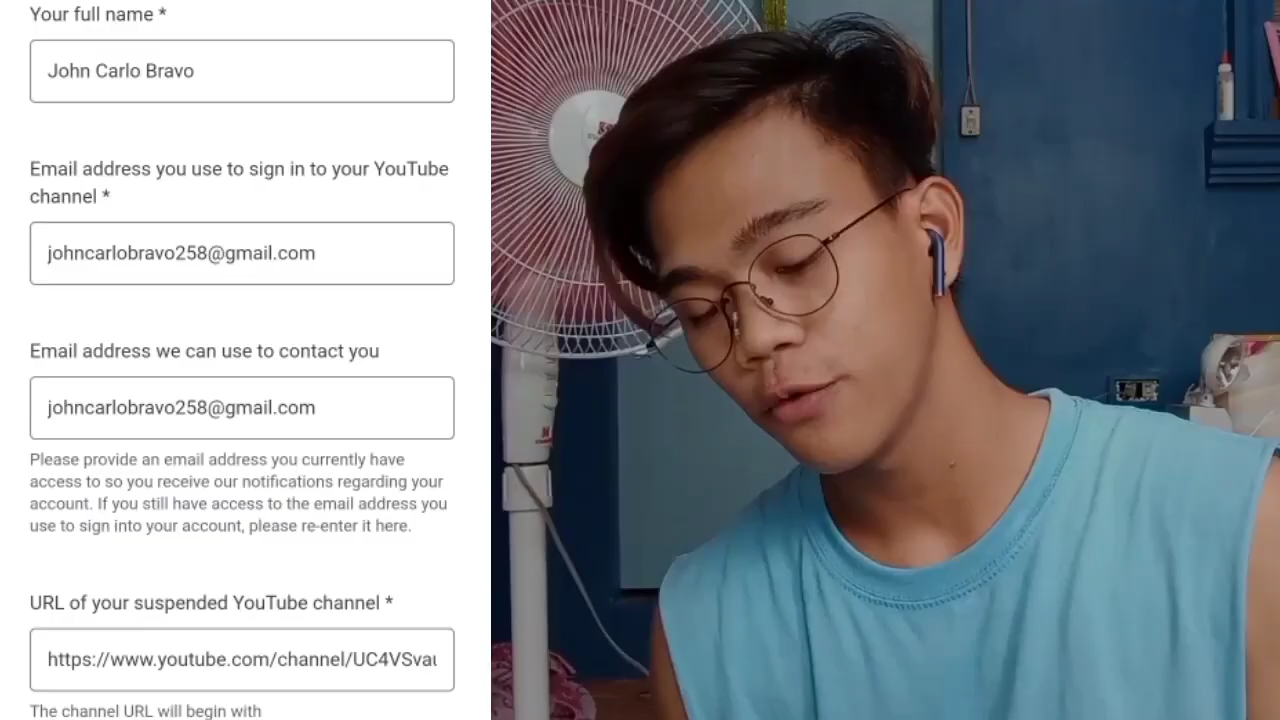 Your full name *
John Carlo Bravo
Email address you use to sign in to your YouTube
channel *
johncarlobravo258@gmail.com
Email address we can use to contact you
johncarlobravo258@gmail.com
Please provide an email address you currently have
access to so you receive our notifications regarding your
account. If you still have access to the email address you
use to sign into your account, please re-enter it here.
URL of your suspended YouTube channel *
https://www.youtube.com/channel/UC4VSvau
The channel URL will begin with